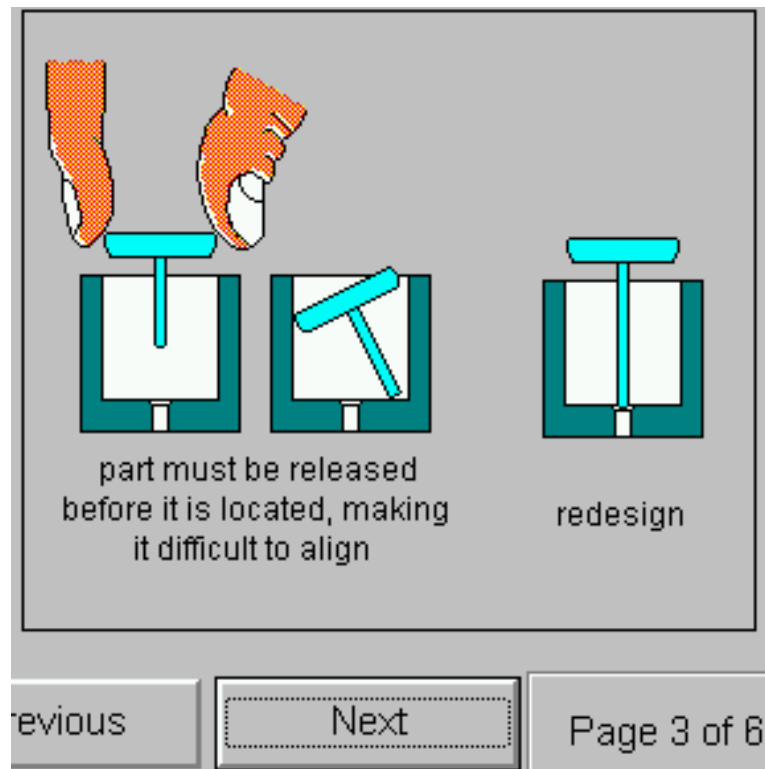 part must be released
before it is located, making
it difficult to align
redesign
revious
Next
Page 3 of 6